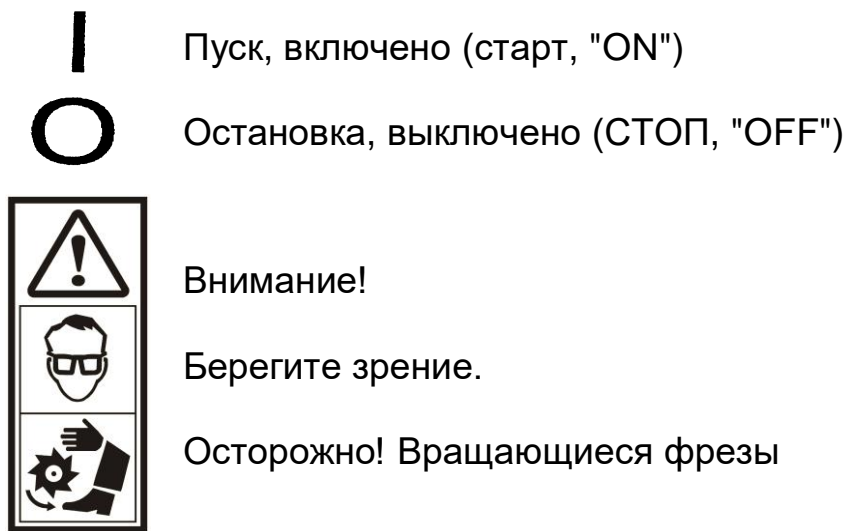 I Пуск, включено (старт, "ON")
O Остановка, выключено (СТОП, "OFF")
Внимание!
Берегите зрение.
Осторожно! Вращающиеся фрезы